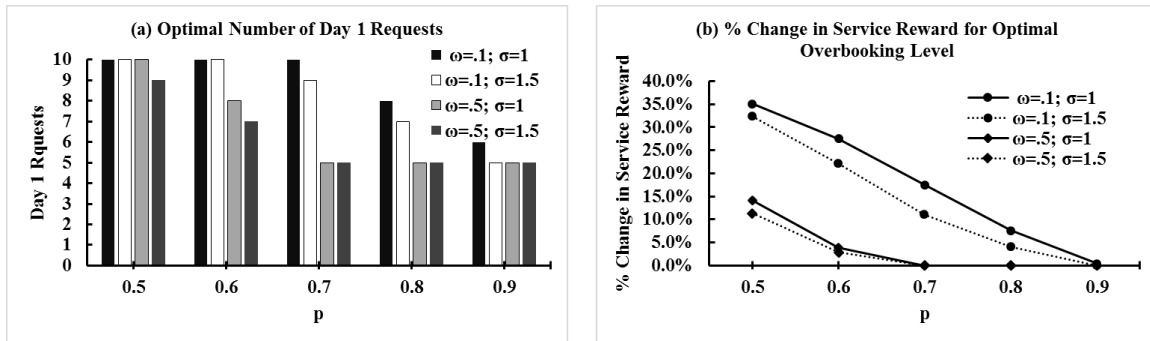 (a) Optimal Number of Day 1 Requests
ω=.1; σ=1
ω=.1; σ=1.5
ω=.5; σ=1
ω=.5; σ=1.5
Day 1 Rquests
10
9
8
7
6
5
4
3
2
1
0
0.5 0.6 0.7 0.8 0.9
p
(b) % Change in Service Reward for Optimal
Overbooking Level
ω=.1; σ=1
ω=.1; σ=1.5
ω=.5; σ=1
ω=.5; σ=1.5
% Change in Service Reward
40.0%
35.0%
30.0%
25.0%
20.0%
15.0%
10.0%
5.0%
0.0%
0.5 0.6 0.7 0.8 0.9
p